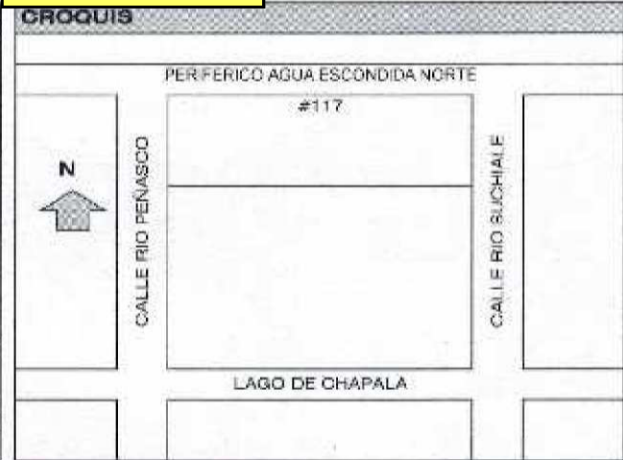 CROQUIS
PERIFERICO AGUA ESCONDIDA NORTE
#117
N
CALLE RIO PEÑASCO
CALLE RIO SUCHIALE
LAGO DE CHAPALA